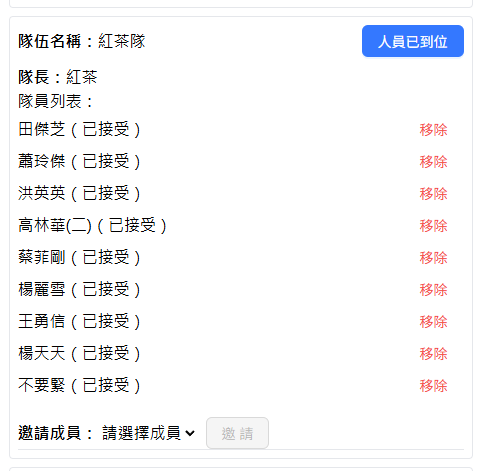 隊伍名稱：紅茶隊 人員已到位
隊長：紅茶
隊員列表：
田傑芝（已接受） 移除
蕭玲傑（已接受） 移除
洪英英（已接受） 移除
高林華(二)（已接受） 移除
蔡菲剛（已接受） 移除
楊麗雪（已接受） 移除
王勇信（已接受） 移除
楊天天（已接受） 移除
不要緊（已接受） 移除
邀請成員： 請選擇成員 邀請